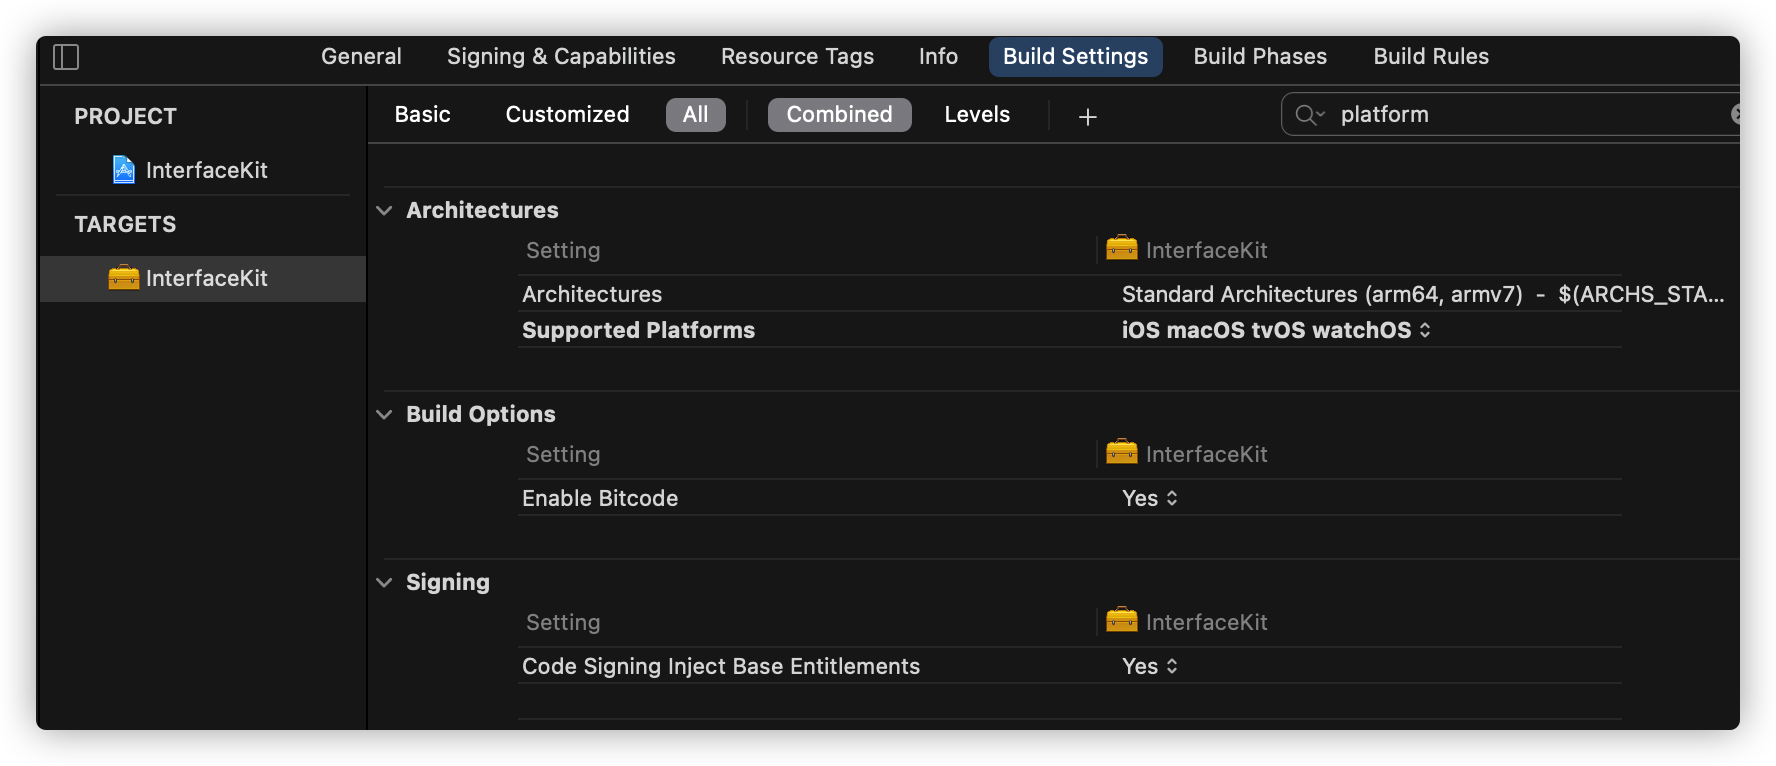 General Signing & Capabilities Resource Tags Info Build Settings Build Phases Build Rules
PROJECT
InterfaceKit
TARGETS
InterfaceKit
Basic Customized All Combined Levels + platform
Architectures
Setting InterfaceKit
Architectures Standard Architectures (arm64, armv7) - $(ARCHS_STA...
Supported Platforms iOS macOS tvOS watchOS
Build Options
Setting InterfaceKit
Enable Bitcode Yes
Signing
Setting InterfaceKit
Code Signing Inject Base Entitlements Yes